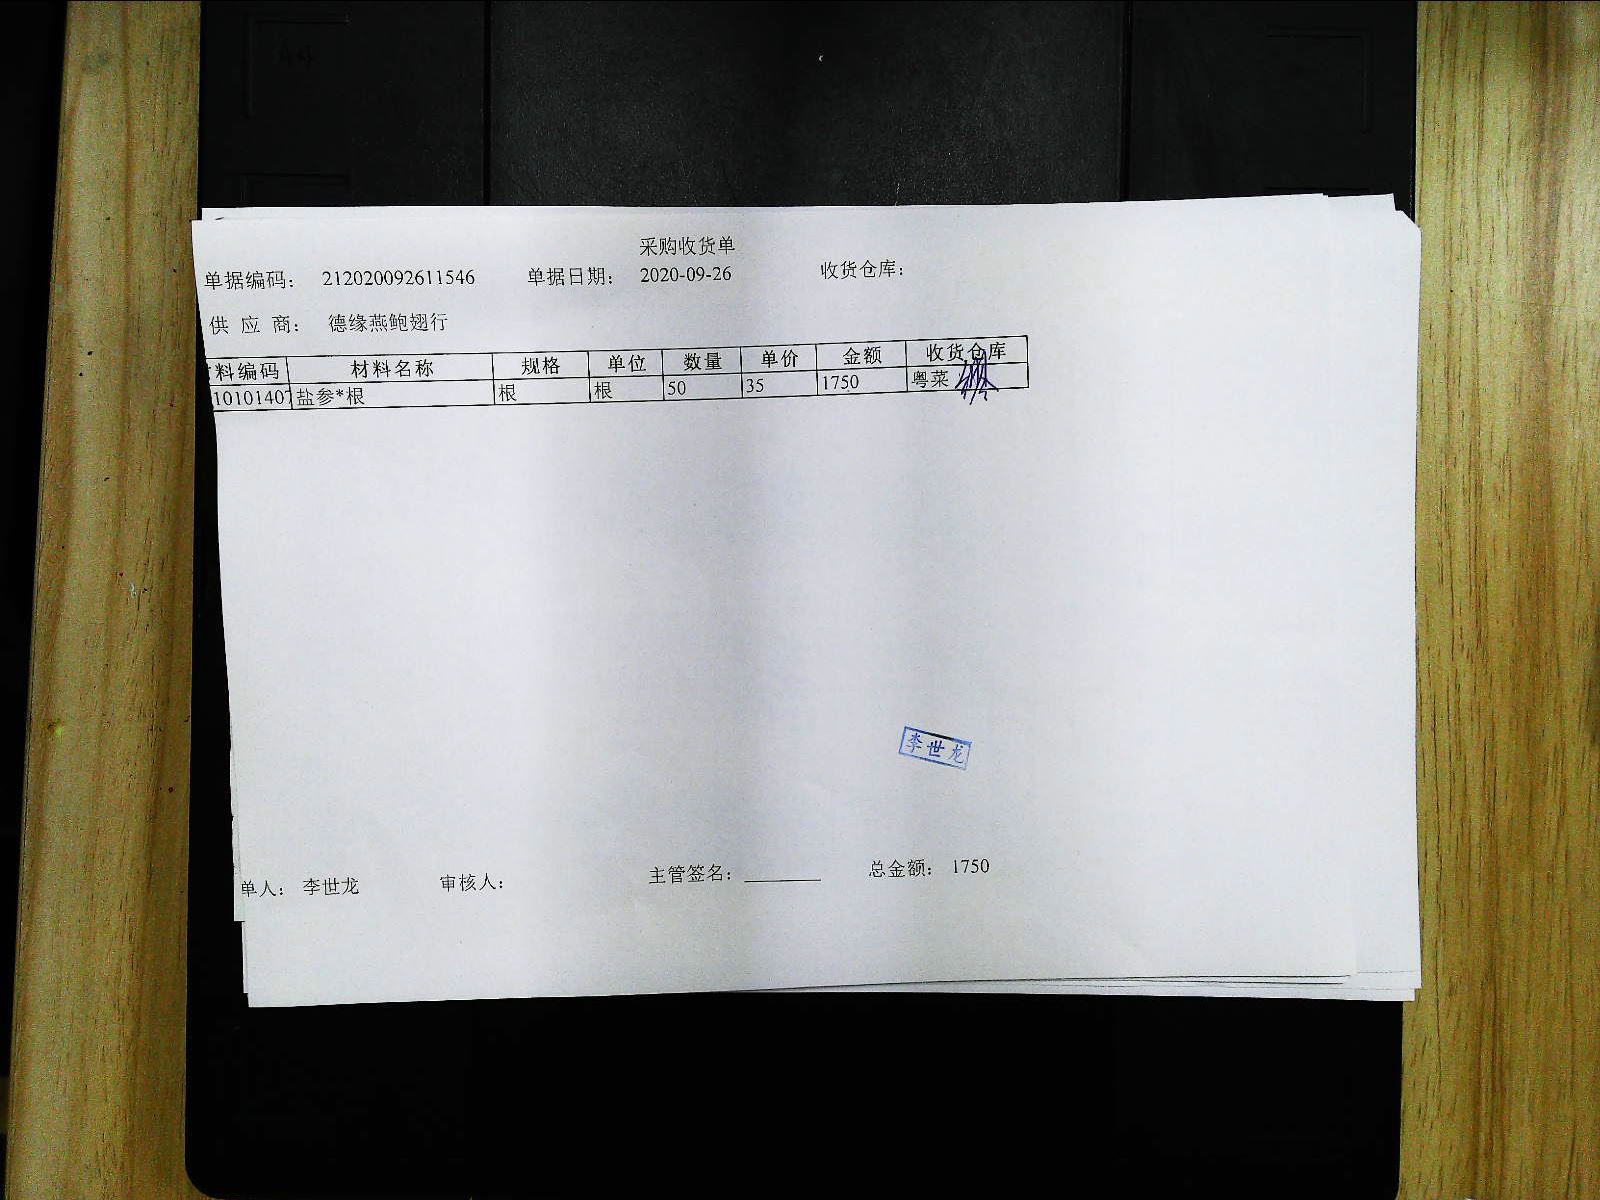 采购收货单
单据编码： 212020092611546 单据日期： 2020-09-26 收货仓库：
供 应 商： 德缘燕鲍翅行
料编码 材料名称 规格 单位 数量 单价 金额 收货仓库
10101407 盐参*根 根 根 50 35 1750 粤菜
李世龙
单人： 李世龙 审核人： 主管签名： 总金额： 1750